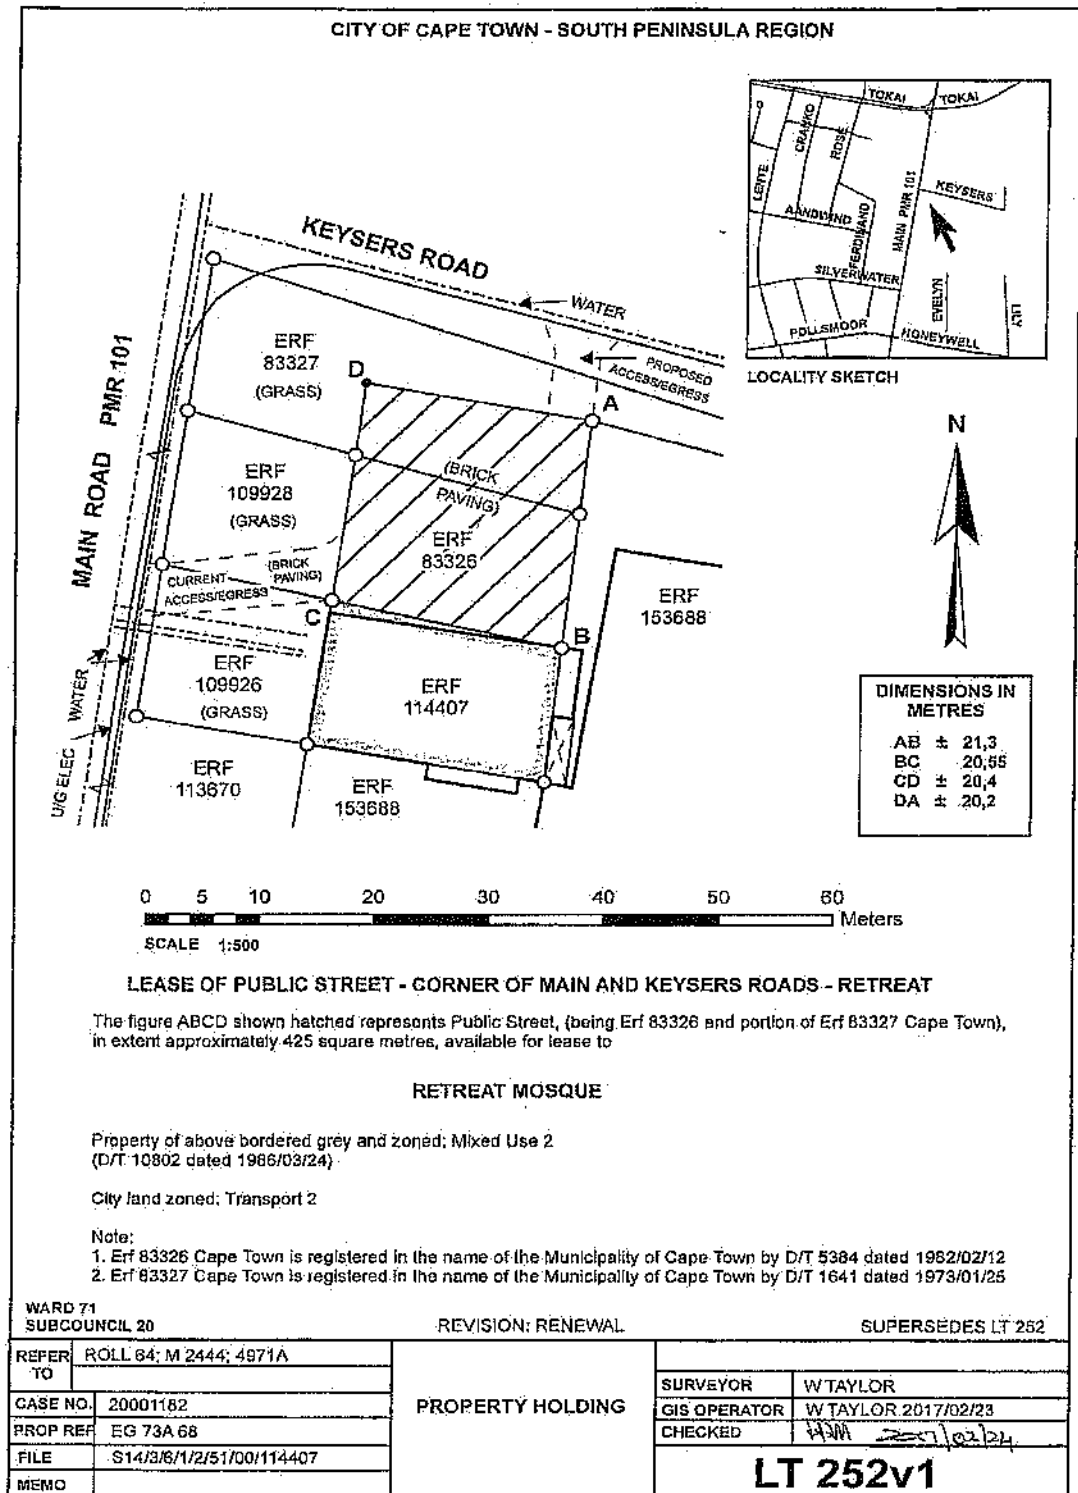 CITY OF CAPE TOWN - SOUTH PENINSULA REGION
TOKAI
TOKAI
CRANKO
ROSE
LENTE
MAIN PMR 101
KEYSERS
AANDWIND
FERDINAND
SILVERWATER
EVELYN
LILY
POLLSMOOR
HONEYWELL
LOCALITY SKETCH
KEYSERS ROAD
WATER
PROPOSED
ACCESS/EGRESS
MAIN ROAD PMR 101
ERF
83327
(GRASS)
D
A
N
ERF
109928
(GRASS)
(BRICK
PAVING)
ERF
83326
CURRENT
ACCESS/EGRESS
(BRICK
PAVING)
ERF
153688
C
B
ERF
109926
(GRASS)
ERF
114407
WATER
U/G ELEC
ERF
113670
ERF
153688
DIMENSIONS IN
METRES
AB ± 21,3
BC 20,55
CD ± 20,4
DA ± 20,2
0 5 10 20 30 40 50 60 Meters
SCALE 1:500
LEASE OF PUBLIC STREET - CORNER OF MAIN AND KEYSERS ROADS - RETREAT
The figure ABCD shown hatched represents Public Street, (being Erf 83326 and portion of Erf 83327 Cape Town),
in extent approximately 425 square metres, available for lease to
RETREAT MOSQUE
Property of above bordered grey and zoned: Mixed Use 2
(D/T 10802 dated 1986/03/24)
City land zoned: Transport 2
Note:
1. Erf 83326 Cape Town is registered in the name of the Municipality of Cape Town by D/T 5384 dated 1962/02/12
2. Erf 83327 Cape Town is registered in the name of the Municipality of Cape Town by D/T 1641 dated 1973/01/25
WARD 71
SUBCOUNCIL 20
REVISION: RENEWAL
SUPERSEDES LT 252
REFER TO
ROLL 64; M 2444; 4971A
CASE NO. 20001182
PROP REF EG 73A 68
FILE S14/3/6/1/2/51/00/114407
MEMO
PROPERTY HOLDING
SURVEYOR W TAYLOR
GIS OPERATOR W TAYLOR 2017/02/23
CHECKED 2017/02/24
LT 252v1